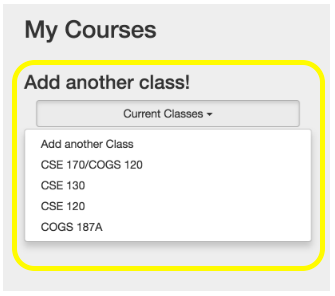 My Courses
Add another class!
Current Classes
Add another Class
CSE 170/COGS 120
CSE 130
CSE 120
COGS 187A